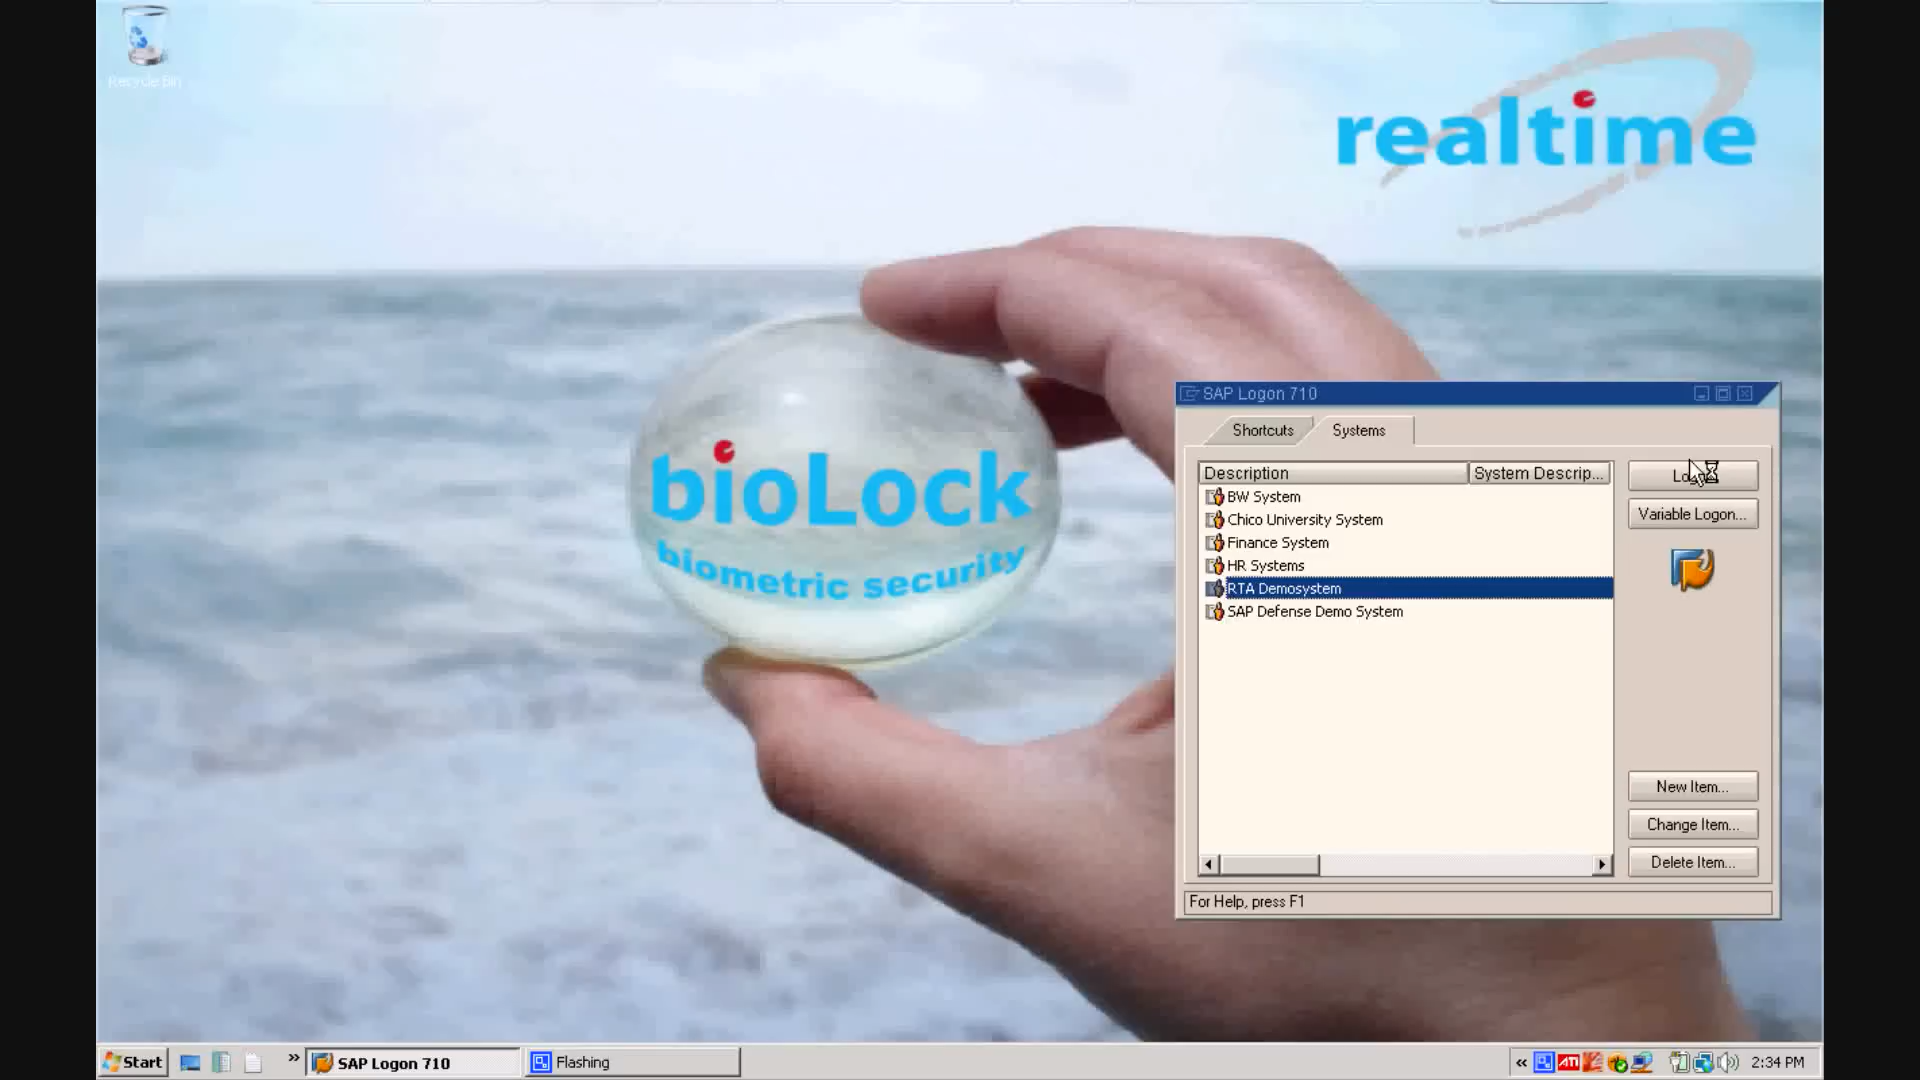 Recycle Bin
realtime
bioLock
biometric security
SAP Logon 710
Shortcuts
Systems
Description
System Descrip...
BW System
Chico University System
Finance System
HR Systems
RTA Demosystem
SAP Defense Demo System
Variable Logon...
New Item...
Change Item...
Delete Item...
For Help, press F1
Start
»
SAP Logon 710
Flashing
«
ATI
2:34 PM